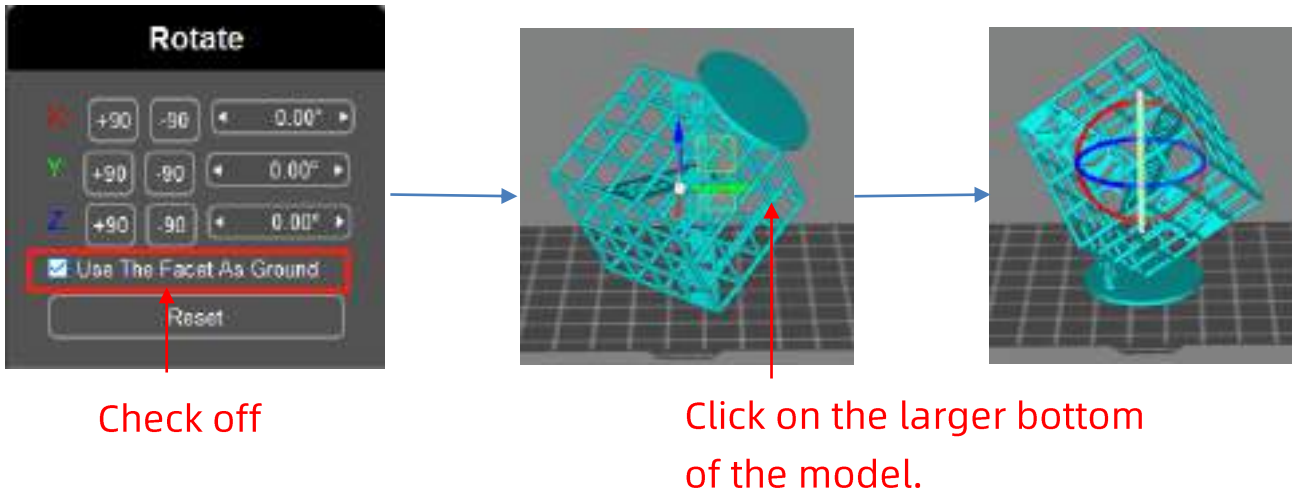 Rotate
X: +90 -90 0.00°
Y: +90 -90 0.00°
Z: +90 -90 0.00°
Use The Facet As Ground
Reset
Check off
Click on the larger bottom
of the model.